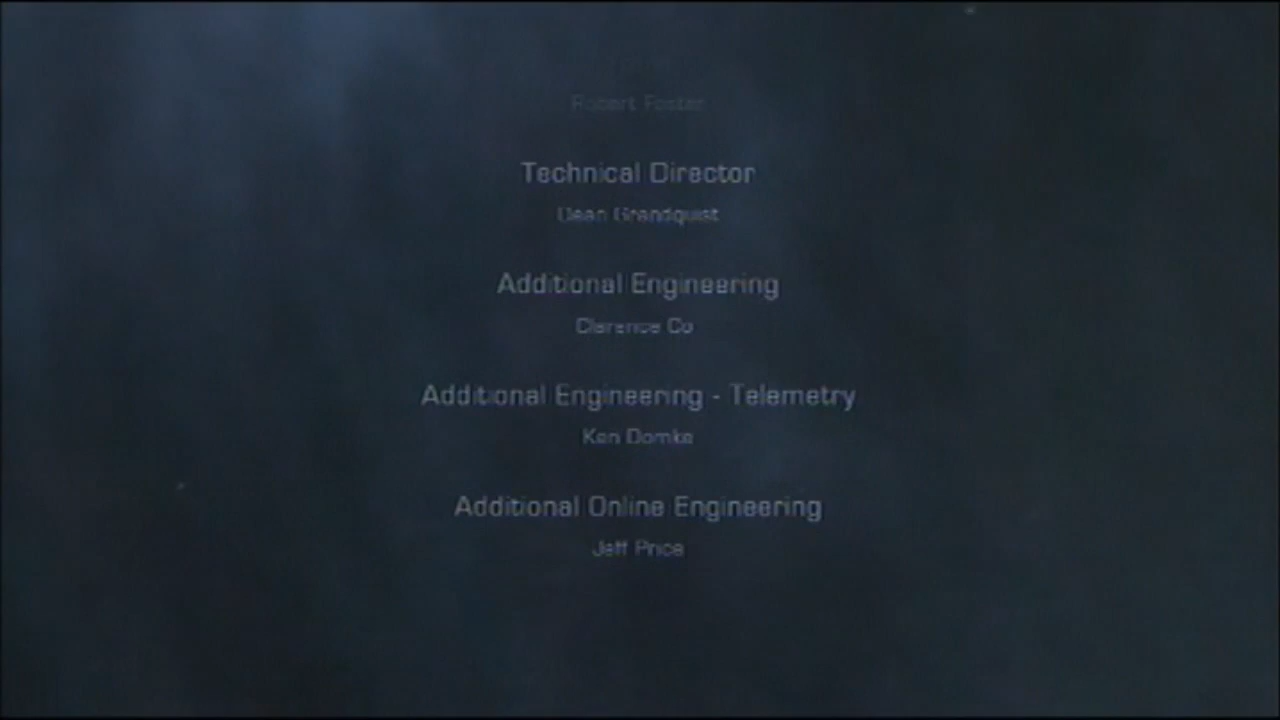 Robert Foster
Technical Director
Dean Grandquist
Additional Engineering
Clarence Co
Additional Engineering - Telemetry
Ken Domke
Additional Online Engineering
Jeff Price